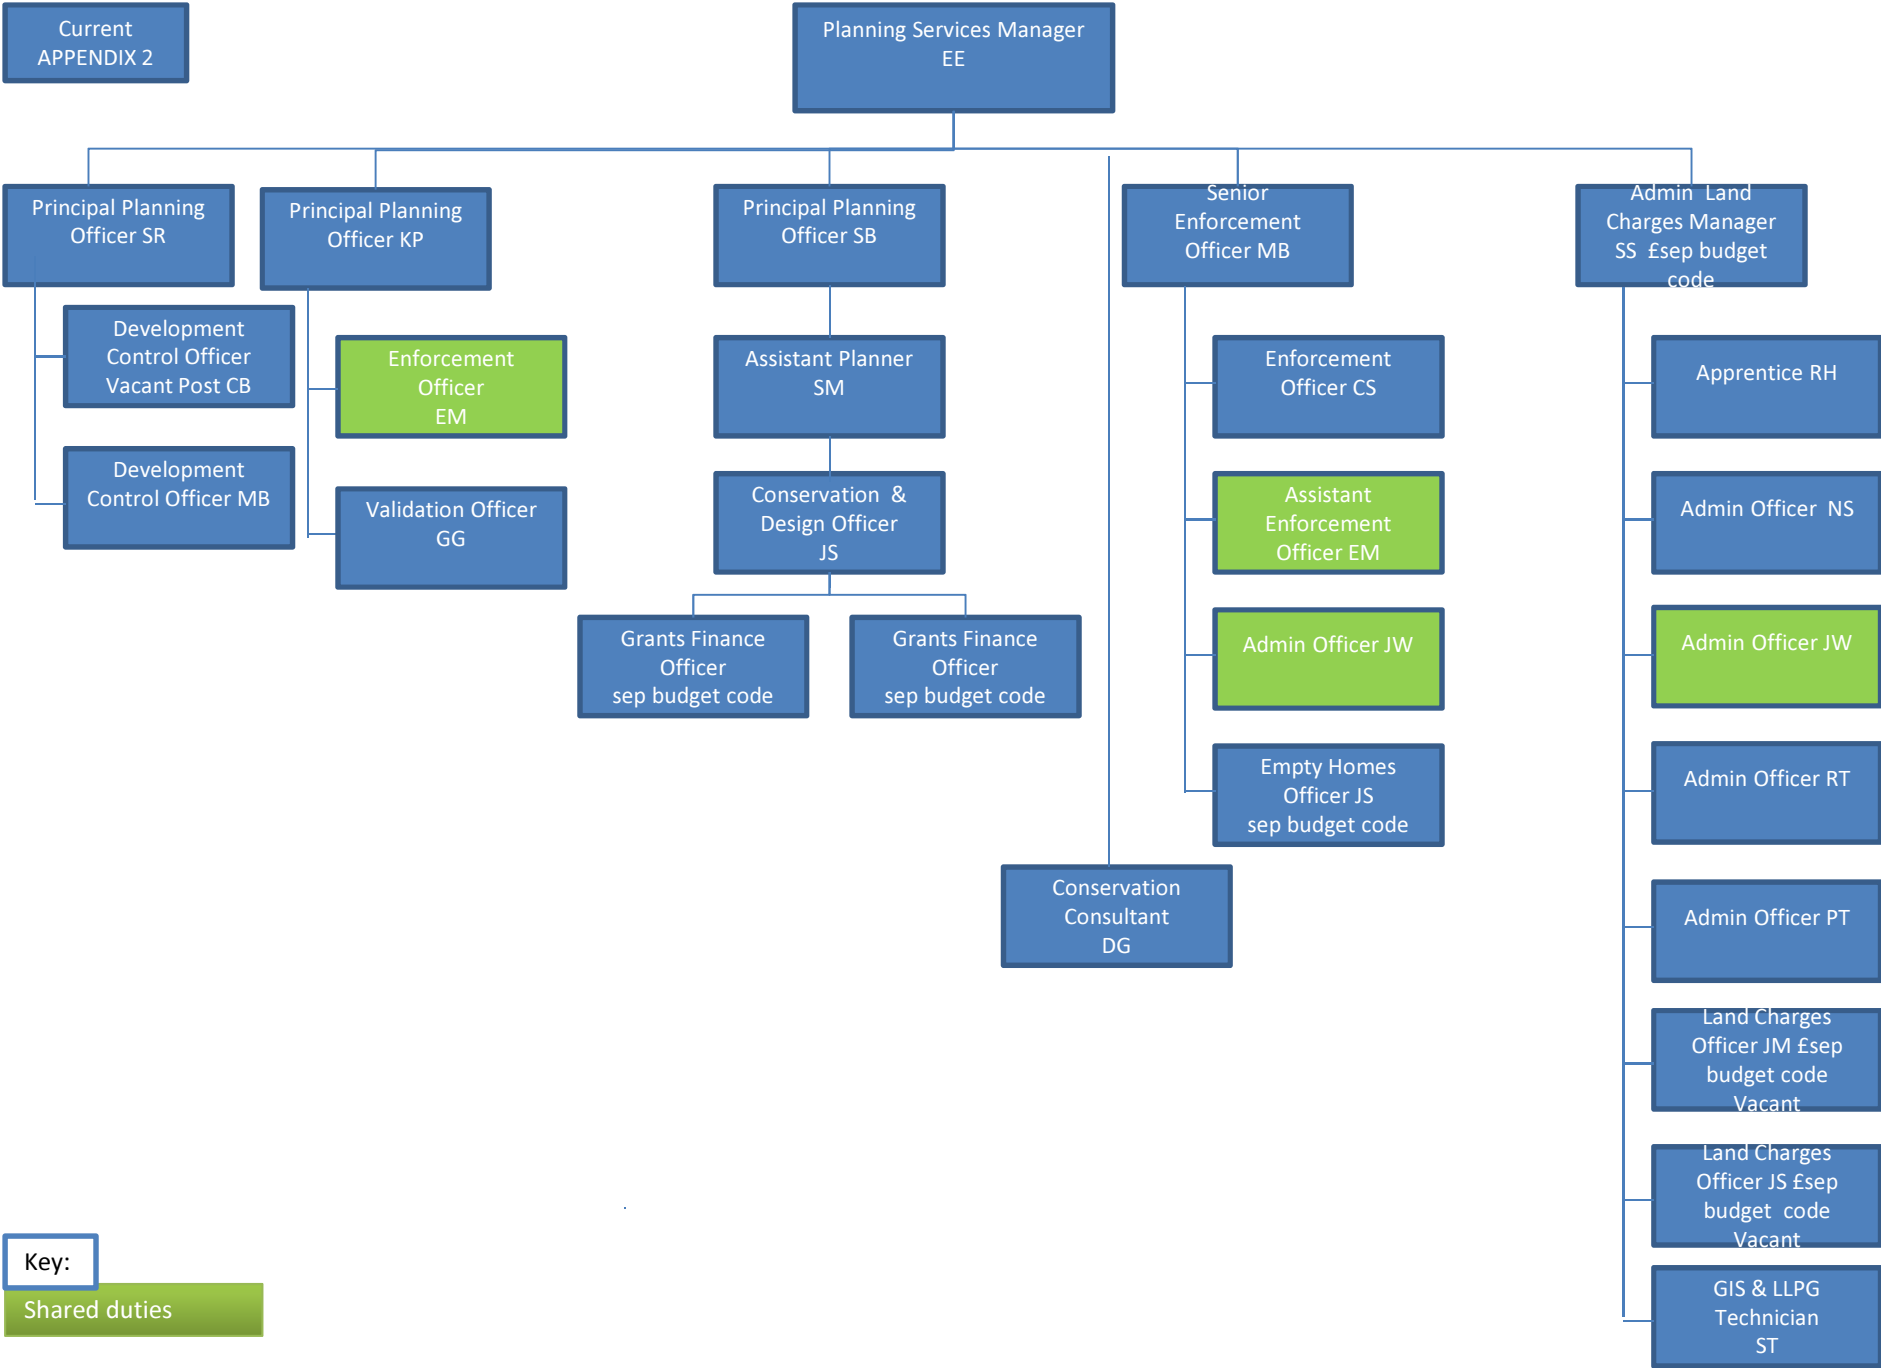 Current
APPENDIX 2
Planning Services Manager
EE
Principal Planning
Officer SR
Principal Planning
Officer KP
Principal Planning
Officer SB
Senior
Enforcement
Officer MB
Admin Land
Charges Manager
SS £sep budget
code
Development
Control Officer
Vacant Post CB
Development
Control Officer MB
Enforcement
Officer
EM
Validation Officer
GG
Assistant Planner
SM
Conservation &
Design Officer
JS
Grants Finance
Officer
sep budget code
Grants Finance
Officer
sep budget code
Conservation
Consultant
DG
Enforcement
Officer CS
Assistant
Enforcement
Officer EM
Admin Officer JW
Empty Homes
Officer JS
sep budget code
Apprentice RH
Admin Officer NS
Admin Officer JW
Admin Officer RT
Admin Officer PT
Land Charges
Officer JM £sep
budget code
Vacant
Land Charges
Officer JS £sep
budget code
Vacant
GIS & LLPG
Technician
ST
Key:
Shared duties